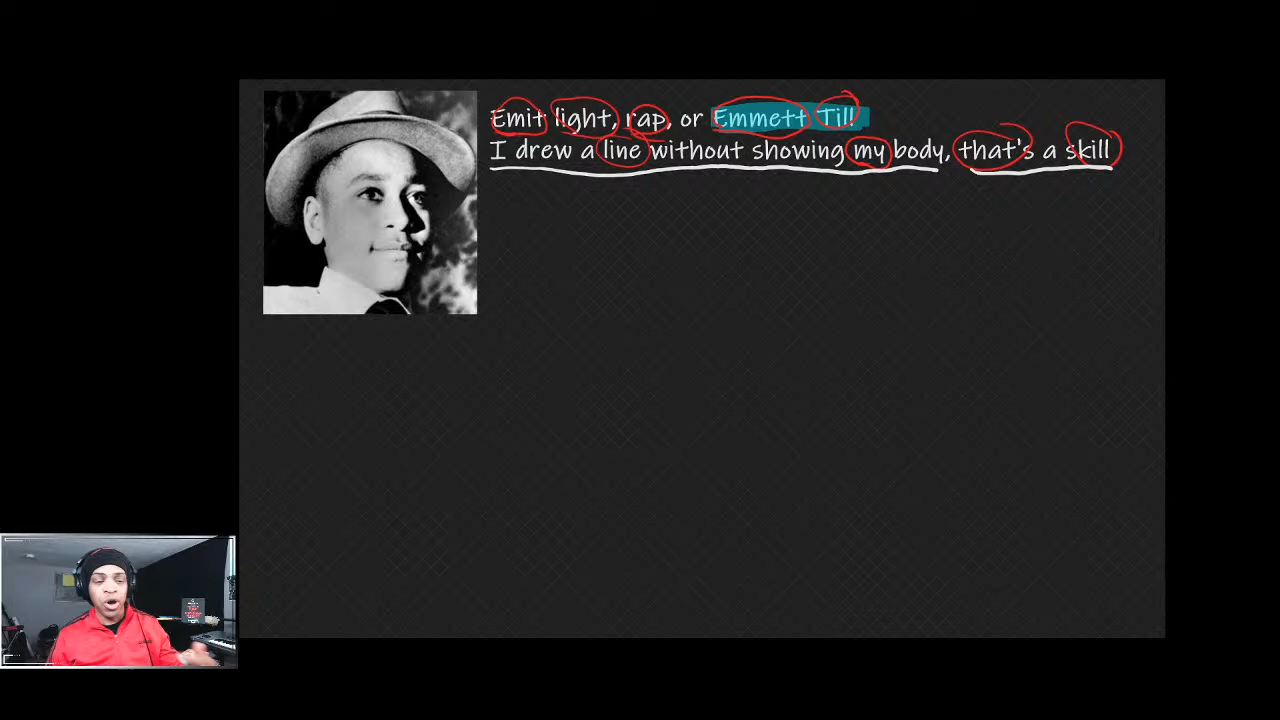 Emit light, rap, or Emmett Till
I drew a line without showing my body, that's a skill